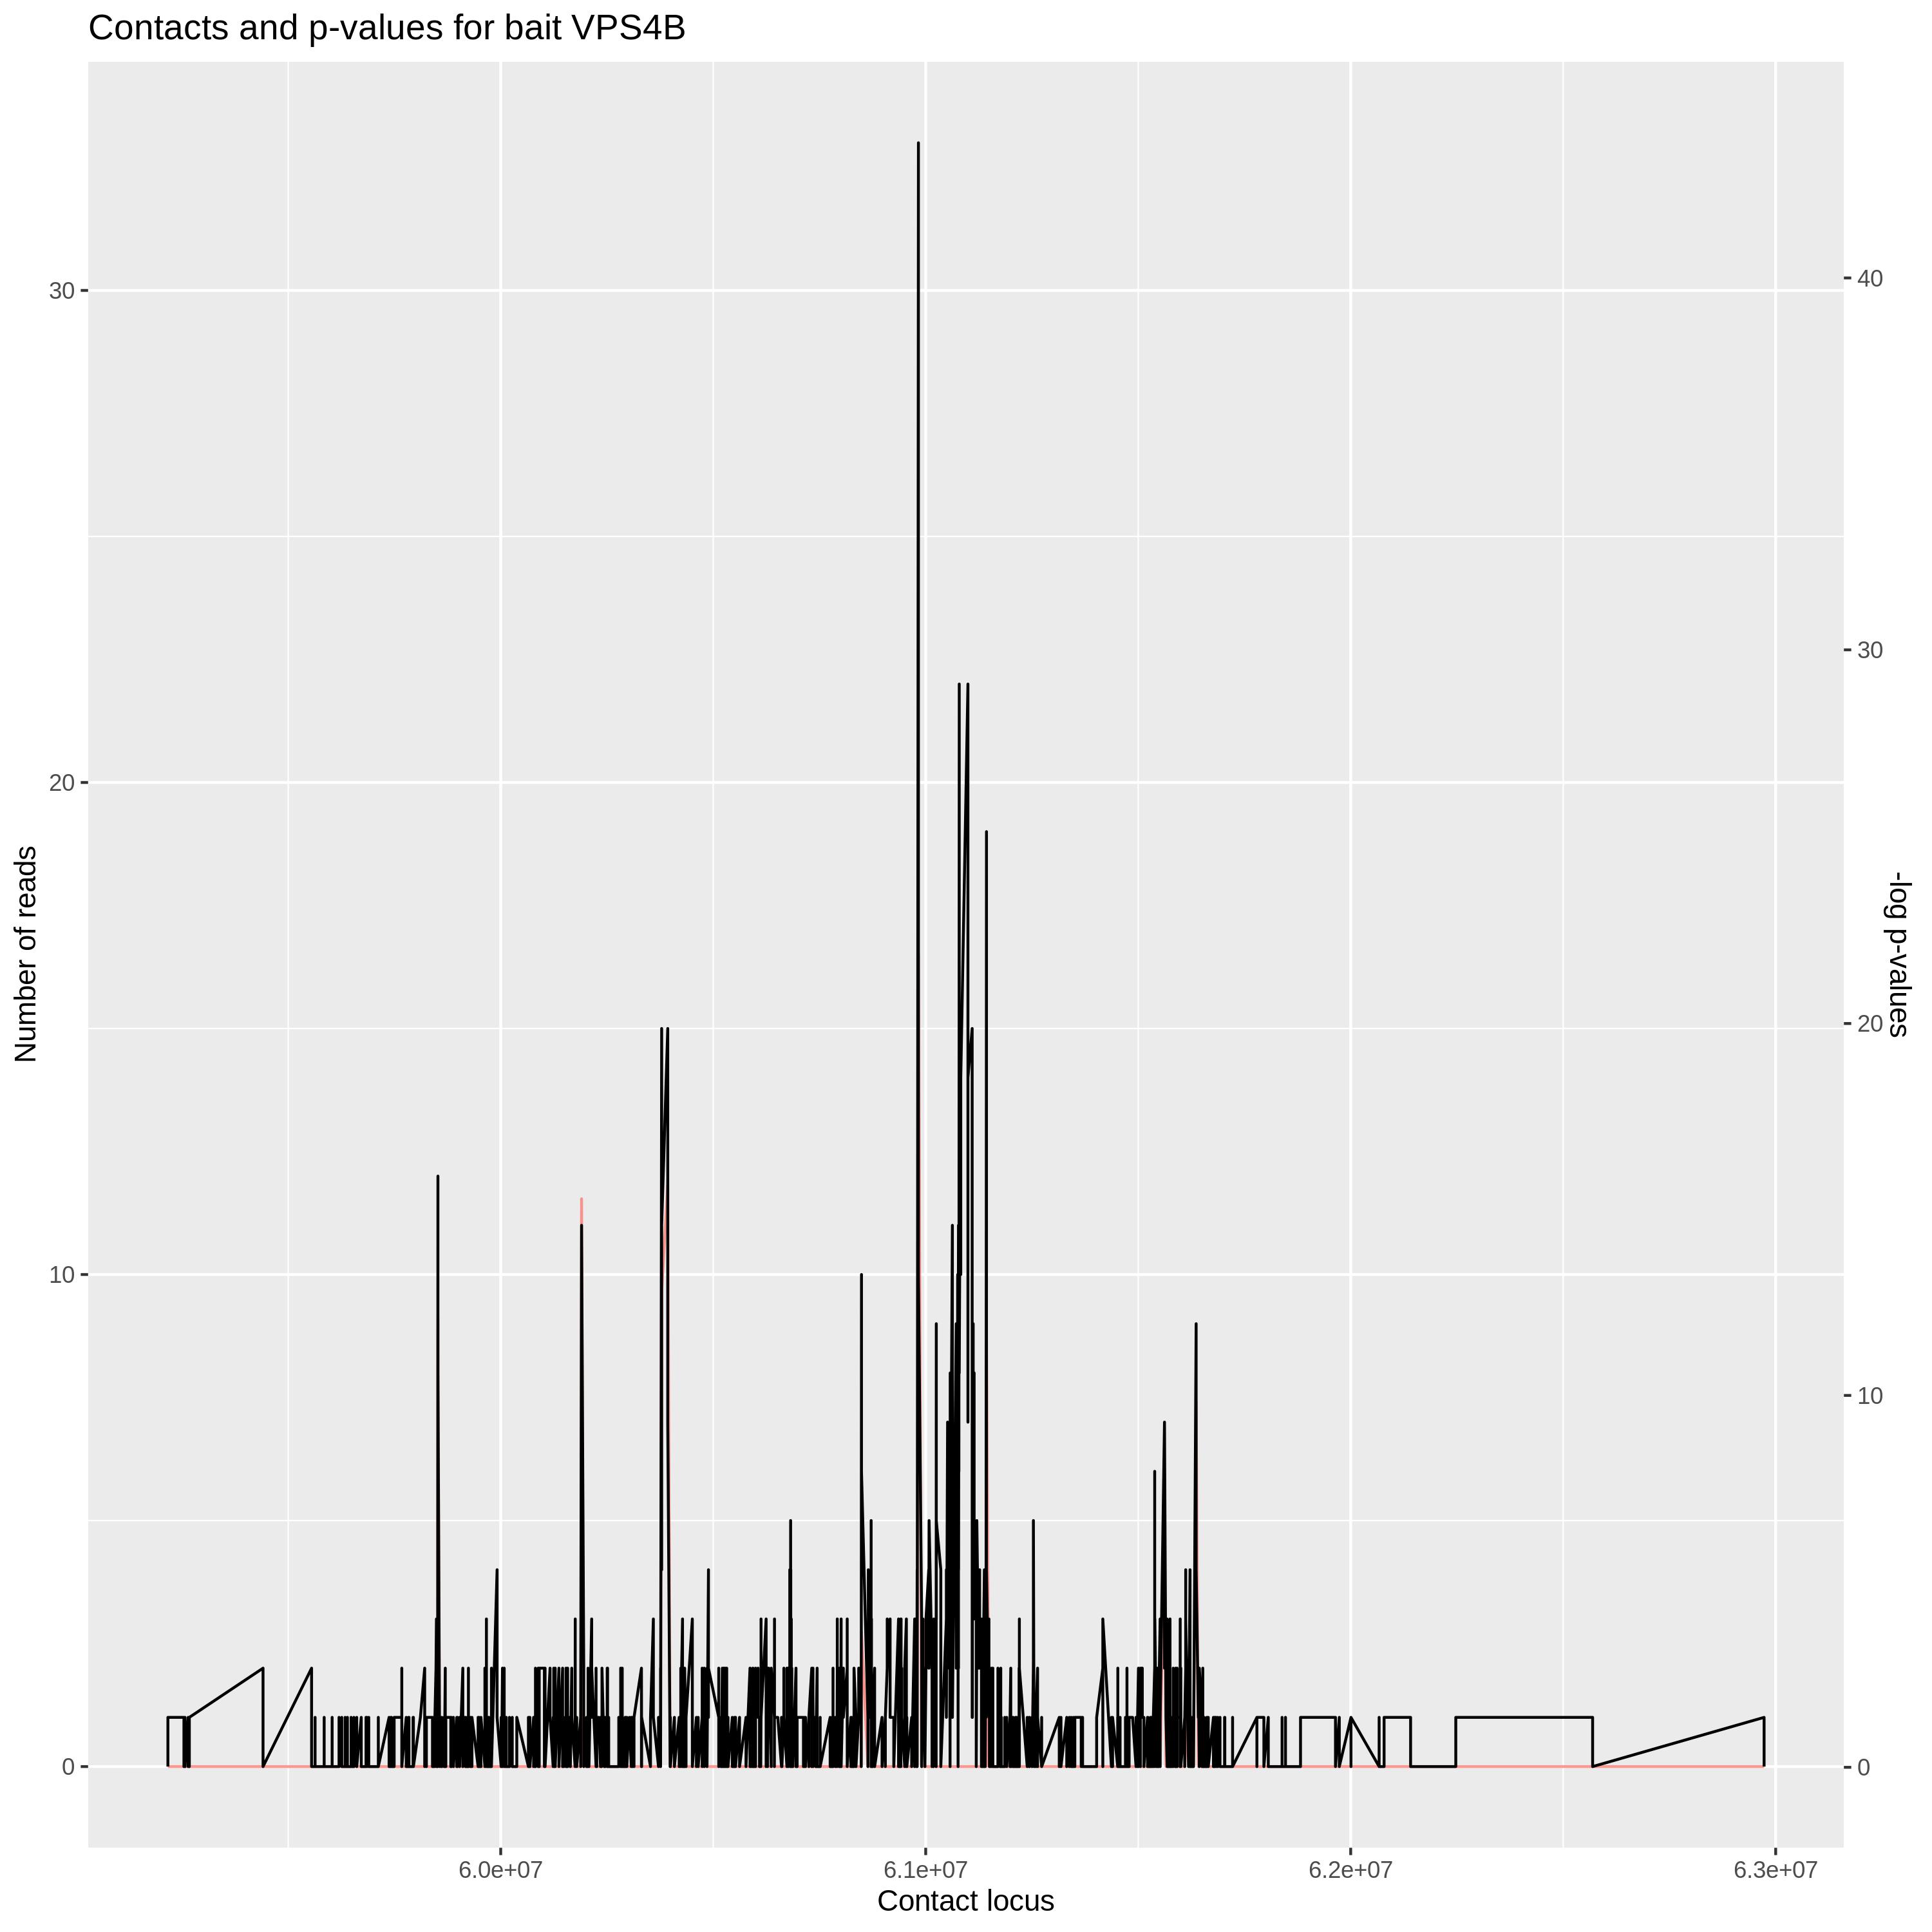 Contacts and p-values for bait VPS4B
30
20
10
0
Number of reads
40
30
20
10
0
-log p-values
6.0e+07 6.1e+07 6.2e+07 6.3e+07
Contact locus